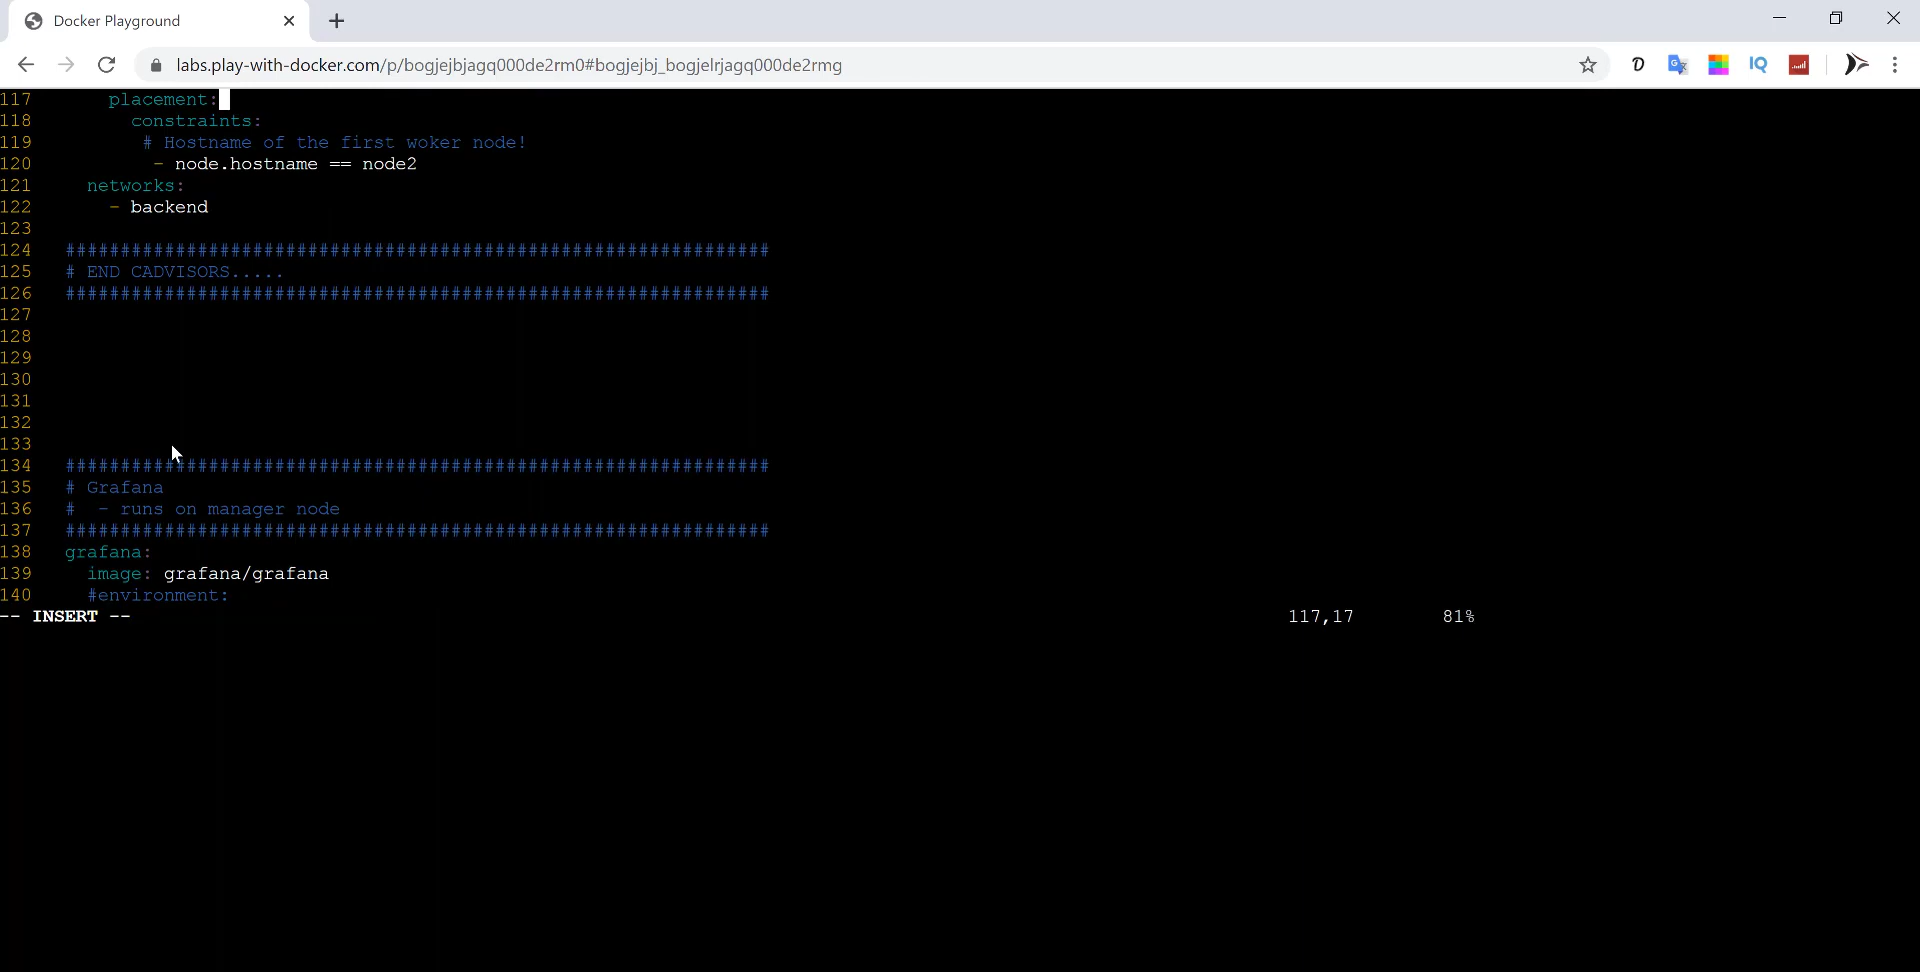 Docker Playground
labs.play-with-docker.com/p/bogjejbjagq000de2rm0#bogjejbj_bogjelrjagq000de2rmg
IQ
117 placement:
118 constraints:
119 # Hostname of the first woker node!
120 - node.hostname == node2
121 networks:
122 - backend
123
124 ################################################################
125 # END CADVISORS.....
126 ################################################################
127
128
129
130
131
132
133
134 ################################################################
135 # Grafana
136 # - runs on manager node
137 ################################################################
138 grafana:
139 image: grafana/grafana
140 #environment:
-- INSERT -- 117,17 81%